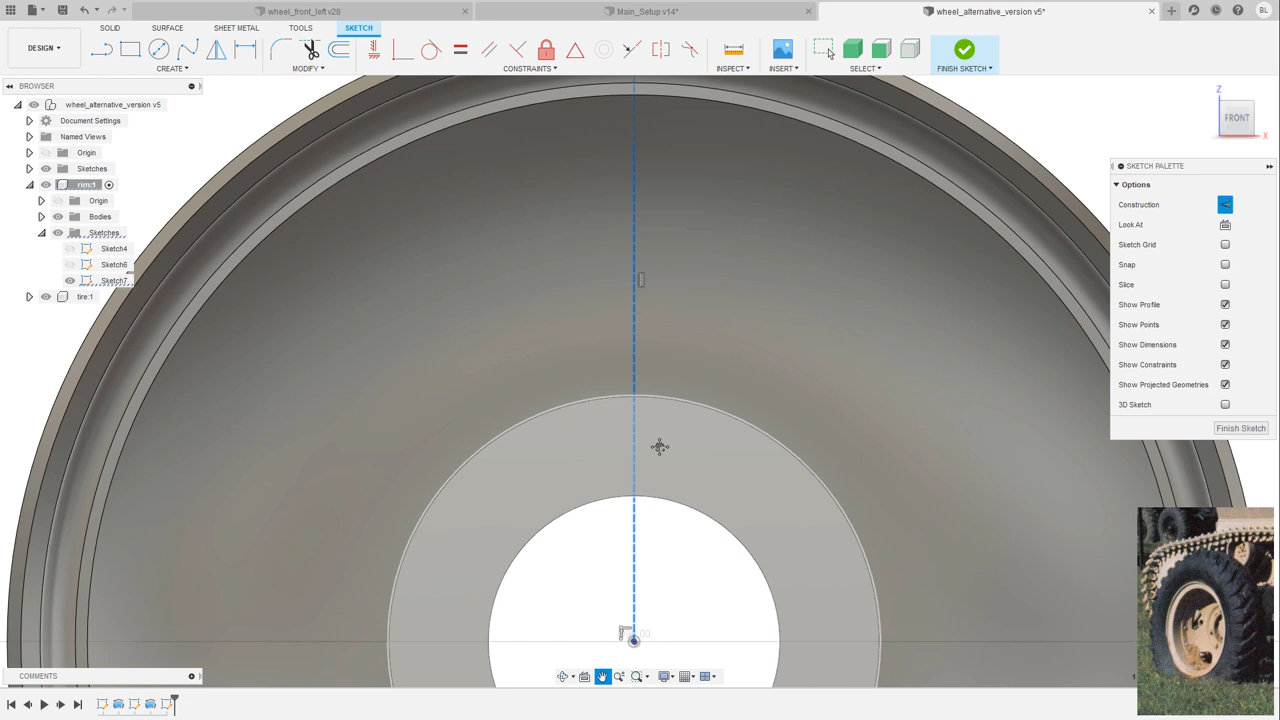 wheel_front_left v28
Main_Setup v14*
wheel_alternative_version v5*
BL
SOLID SURFACE SHEET METAL TOOLS SKETCH
DESIGN
CREATE
MODIFY
CONSTRAINTS
INSPECT
INSERT
SELECT
FINISH SKETCH
BROWSER
wheel_alternative_version v5
Document Settings
Named Views
Origin
Sketches
rim:1
Origin
Bodies
Sketches
Sketch4
Sketch6
Sketch7
tire:1
Z
FRONT
X
SKETCH PALETTE
Options
Construction
Look At
Sketch Grid
Snap
Slice
Show Profile
Show Points
Show Dimensions
Show Constraints
Show Projected Geometries
3D Sketch
Finish Sketch
COMMENTS